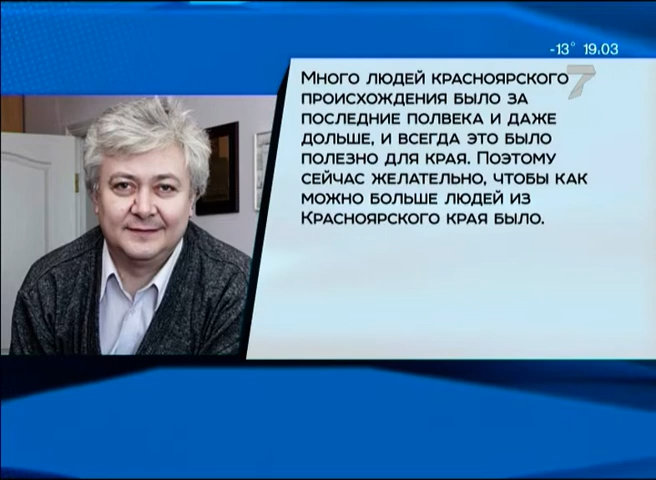 -13° 19.03
7
Много людей красноярского
происхождения было за
последние полвека и даже
дольше, и всегда это было
полезно для края. Поэтому
сейчас желательно, чтобы как
можно больше людей из
Красноярского края было.